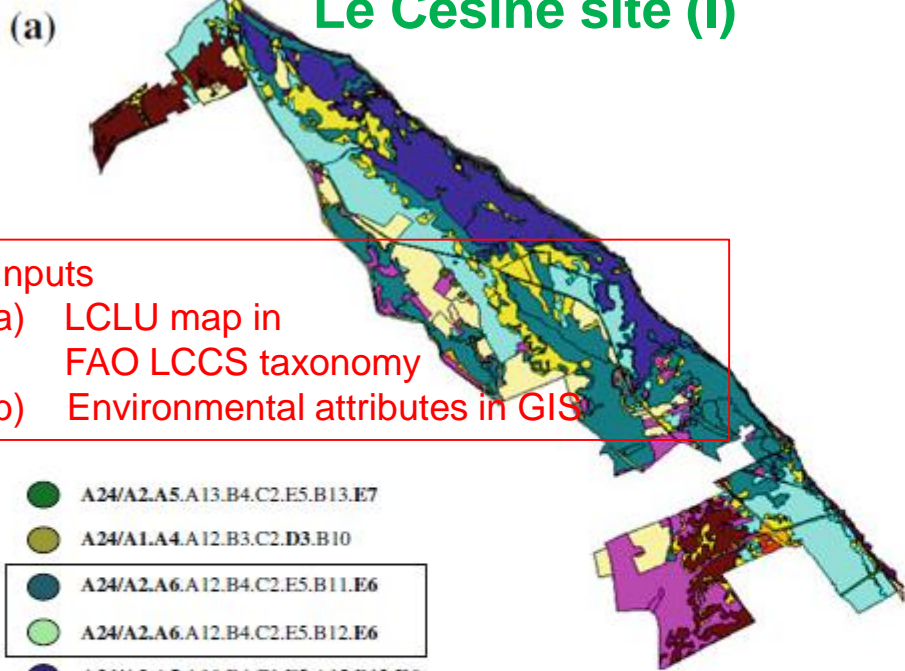 Le Cesine site (I)
(a)
nputs
a) LCLU map in
FAO LCCS taxonomy
b) Environmental attributes in GIS
A24/A2.A5.A13.B4.C2.E5.B13.E7
A24/A1.A4.A12.B3.C2.D3.B10
A24/A2.A6.A12.B4.C2.E5.B11.E6
A24/A2.A6.A12.B4.C2.E5.B12.E6